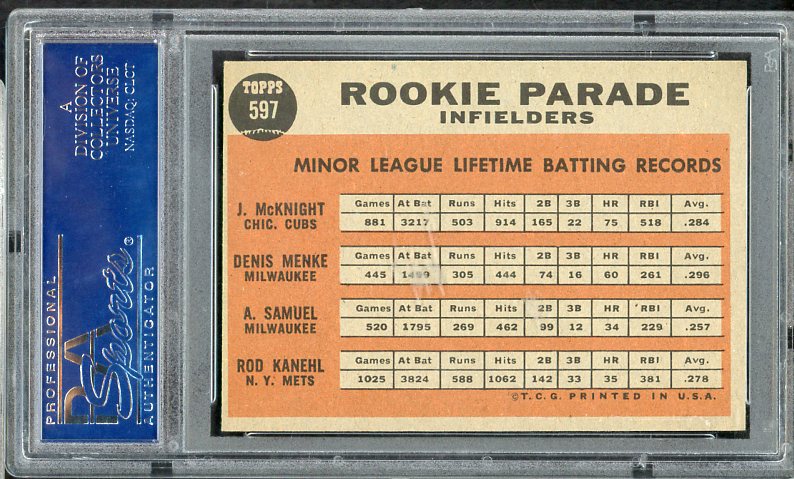 A
DIVISION OF
COLLECTORS
UNIVERSE
NASDAQ: CLCT
PROFESSIONAL
PSA
Sports®
AUTHENTICATOR
TOPPS
597
ROOKIE PARADE
INFIELDERS
MINOR LEAGUE LIFETIME BATTING RECORDS
Games At Bat Runs Hits 2B 3B HR RBI Avg.
J. McKNIGHT
CHIC. CUBS
881 3217 503 914 165 22 75 518 .284
Games At Bat Runs Hits 2B 3B HR RBI Avg.
DENIS MENKE
MILWAUKEE
445 1499 305 444 74 16 60 261 .296
Games At Bat Runs Hits 2B 3B HR RBI Avg.
A. SAMUEL
MILWAUKEE
520 1795 269 462 99 12 34 229 .257
Games At Bat Runs Hits 2B 3B HR RBI Avg.
ROD KANEHL
N. Y. METS
1025 3824 588 1062 142 33 35 381 .278
©T.C.G. PRINTED IN U.S.A.